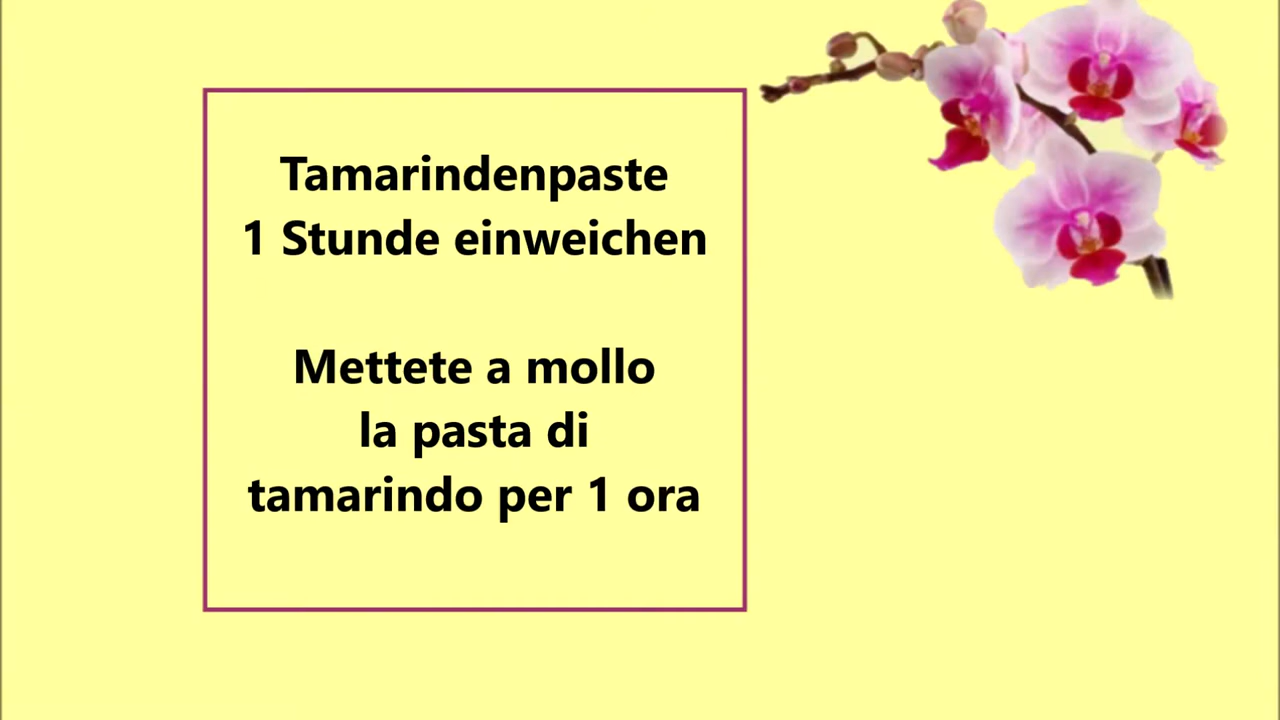 Tamarindenpaste
1 Stunde einweichen
Mettete a mollo
la pasta di
tamarindo per 1 ora